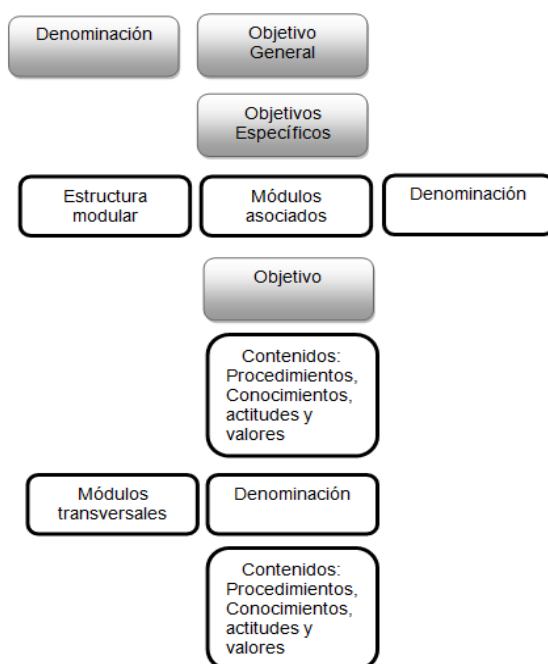 Denominación
Objetivo
General
Objetivos
Específicos
Estructura
modular
Módulos
asociados
Denominación
Objetivo
Contenidos:
Procedimientos,
Conocimientos,
actitudes y
valores
Módulos
transversales
Denominación
Contenidos:
Procedimientos,
Conocimientos,
actitudes y
valores